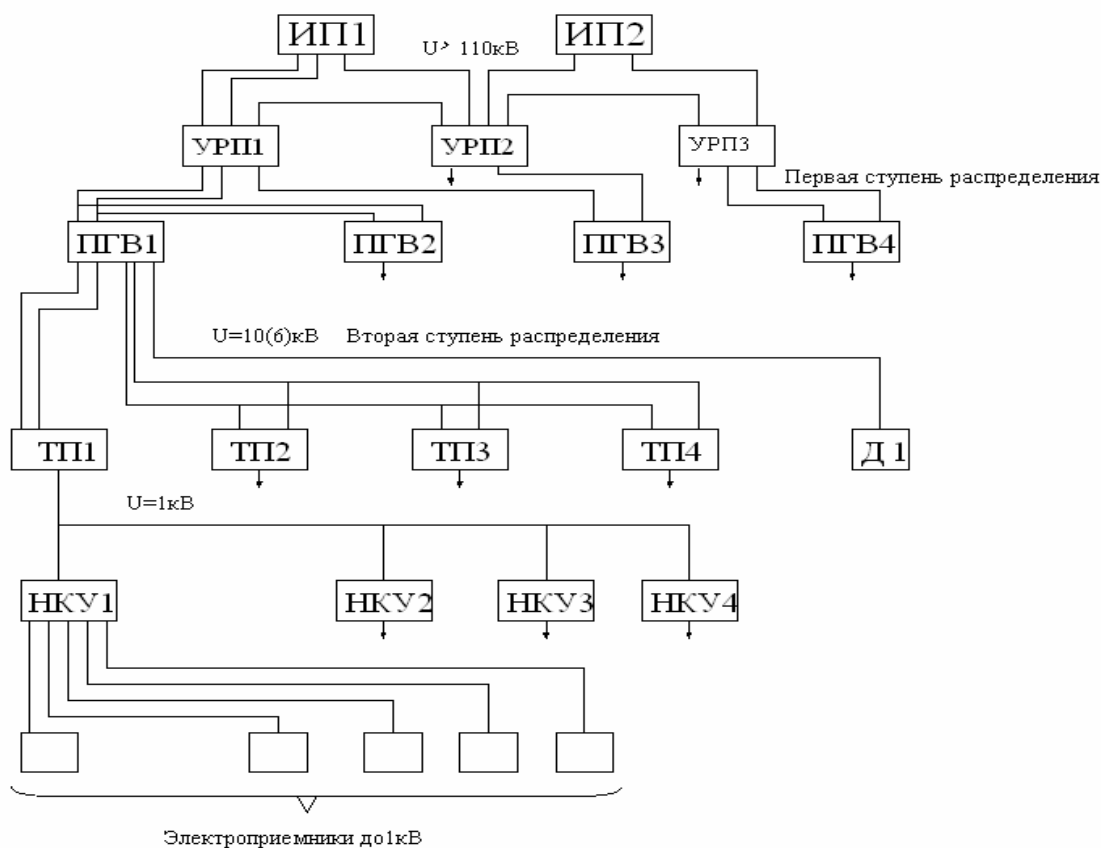 ИП1
ИП2
U > 110кВ
УРП1
УРП2
УРП3
Первая ступень распределения
ПГВ1
ПГВ2
ПГВ3
ПГВ4
U=10(6)кВ Вторая ступень распределения
ТП1
ТП2
ТП3
ТП4
Д 1
U=1кВ
НКУ1
НКУ2
НКУ3
НКУ4
Электроприемники до1кВ